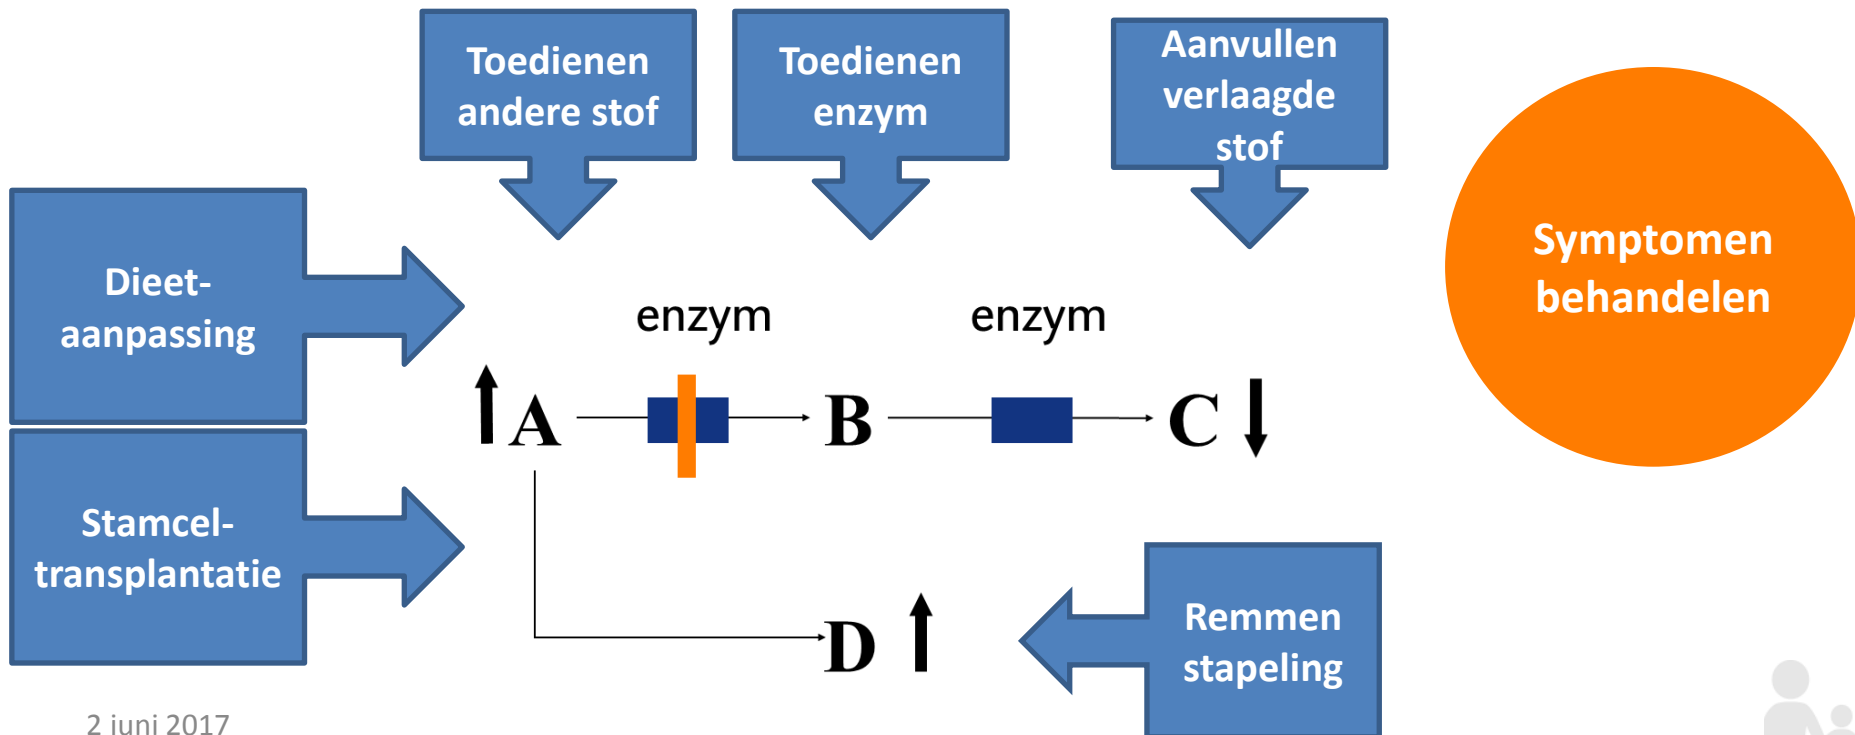 Toedienen
andere stof
Toedienen
enzym
Aanvullen
verlaagde
stof
Symptomen
behandelen
Dieet-
aanpassing
enzym
enzym
A
B
C
Stamcel-
transplantatie
D
Remmen
stapeling
2 juni 2017